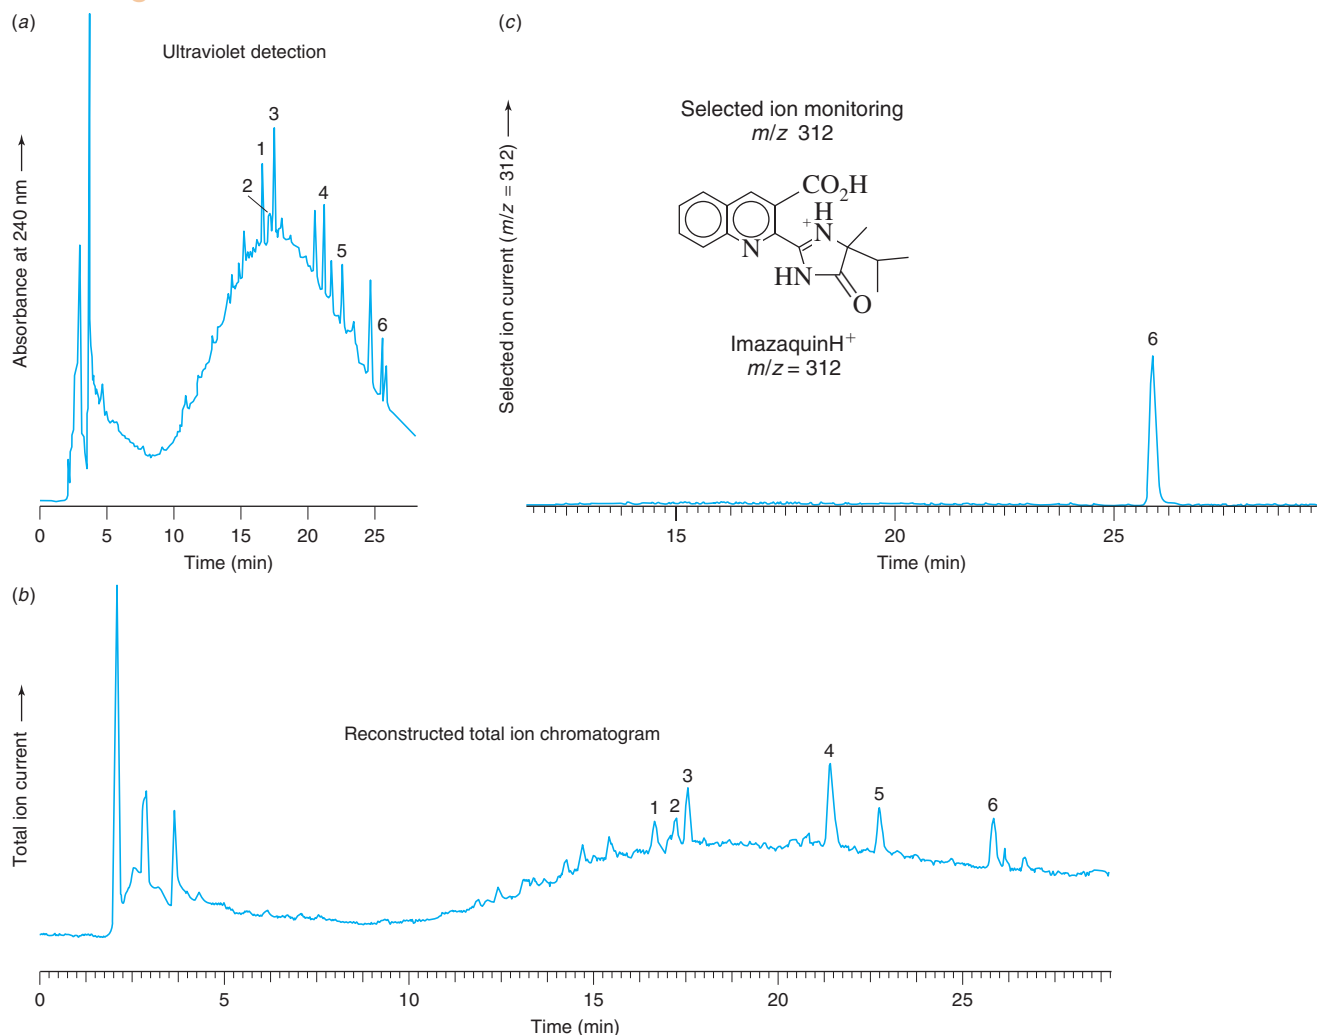 (a)
Ultraviolet detection
Absorbance at 240 nm
1
2
3
4
5
6
0 5 10 15 20 25
Time (min)
(c)
Selected ion monitoring
m/z 312
Selected ion current (m/z = 312)
CO₂H
H
+
N
N
HN
O
ImazaquinH⁺
m/z = 312
6
15 20 25
Time (min)
(b)
Reconstructed total ion chromatogram
Total ion current
1
2
3
4
5
6
0 5 10 15 20 25
Time (min)